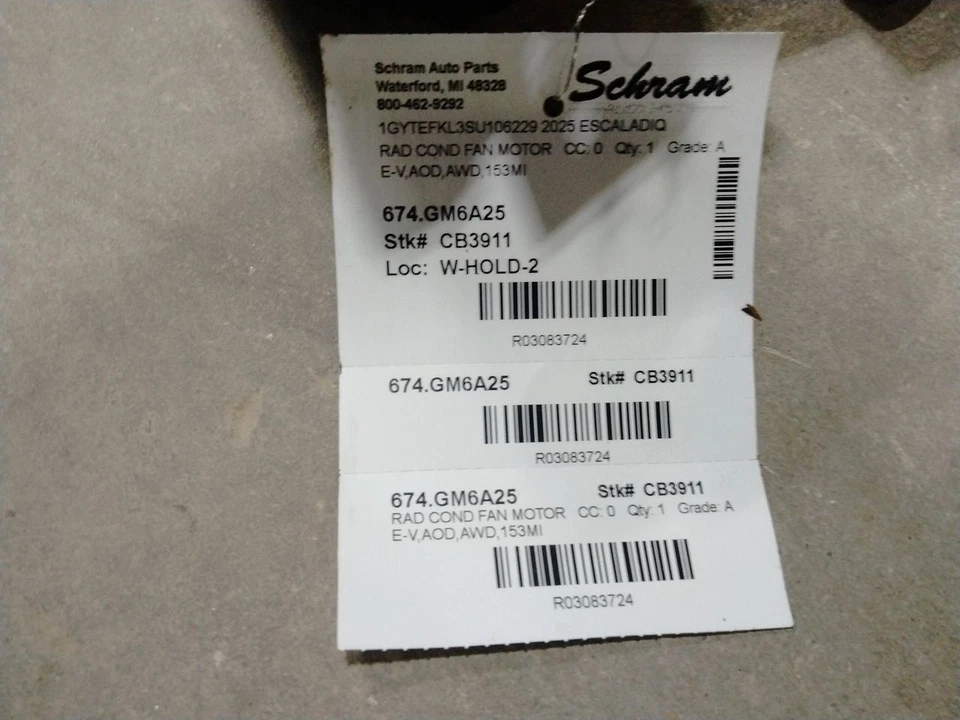 Schram Auto Parts
Waterford, MI 48328
800-462-9292
Schram
1GYTEFKL3SU106229 2025 ESCALADIQ
RAD COND FAN MOTOR CC: 0 Qty: 1 Grade: A
E-V,AOD,AWD,153MI
674.GM6A25
Stk# CB3911
Loc: W-HOLD-2
R03083724
674.GM6A25 Stk# CB3911
R03083724
674.GM6A25 Stk# CB3911
RAD COND FAN MOTOR CC: 0 Qty: 1 Grade: A
E-V,AOD,AWD,153MI
R03083724